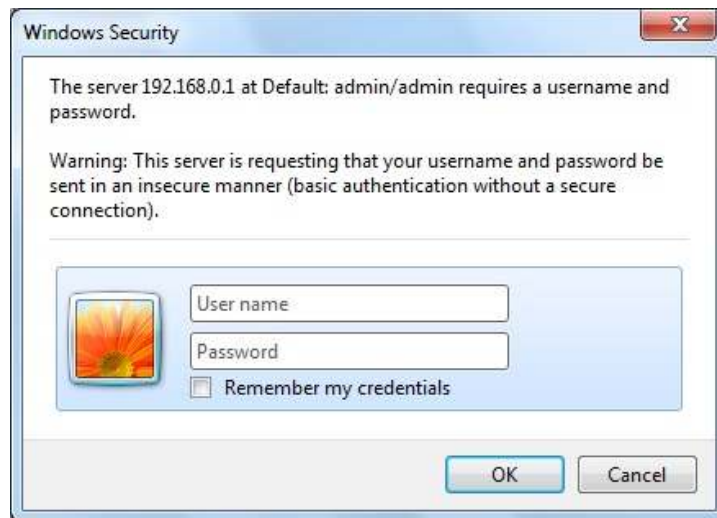 Windows Security
The server 192.168.0.1 at Default: admin/admin requires a username and
password.
Warning: This server is requesting that your username and password be
sent in an insecure manner (basic authentication without a secure
connection).
User name
Password
Remember my credentials
OK
Cancel